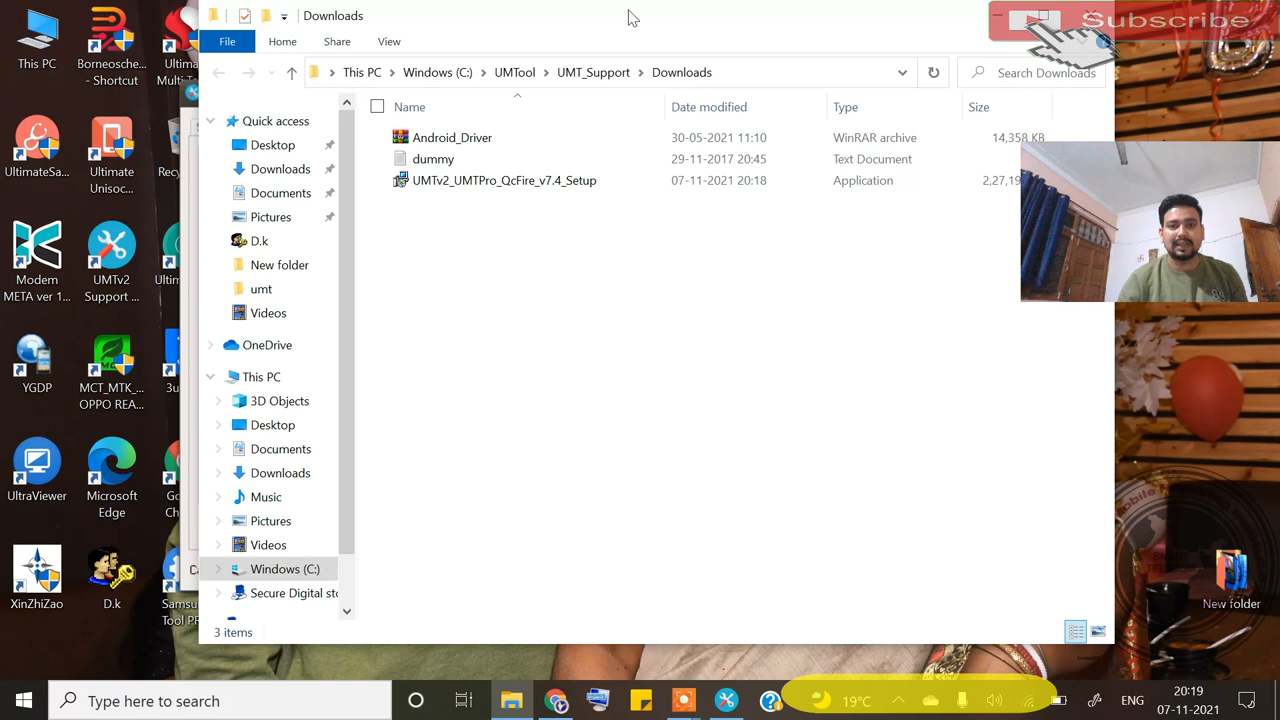 Downloads
Subscribe
File
Home
Share
View
This PC
Windows (C:)
UMTool
UMT_Support
Downloads
Search Downloads
Name
Date modified
Type
Size
Android_Driver
30-05-2021 11:10
WinRAR archive
14,358 KB
dummy
29-11-2017 20:45
Text Document
UMTv2_UMTPro_QcFire_v7.4_Setup
07-11-2021 20:18
Application
2,27,19
Quick access
Desktop
Downloads
Documents
Pictures
D.k
New folder
umt
Videos
OneDrive
This PC
3D Objects
Desktop
Documents
Downloads
Music
Pictures
Videos
Windows (C:)
Secure Digital sto
3 items
This PC
Borneosche...
- Shortcut
Ultima
Multi T
UltimateSa...
Ultimate
Unisoc...
Recy
Modem
META ver 1...
UMTv2
Support ...
Ultim
YGDP
MCT_MTK_...
OPPO REA...
3u
UltraViewer
Microsoft
Edge
Go
Ch
XinZhiZao
D.k
Samsu
Tool PR
New folder
Type here to search
19°C
ENG
20:19
07-11-2021